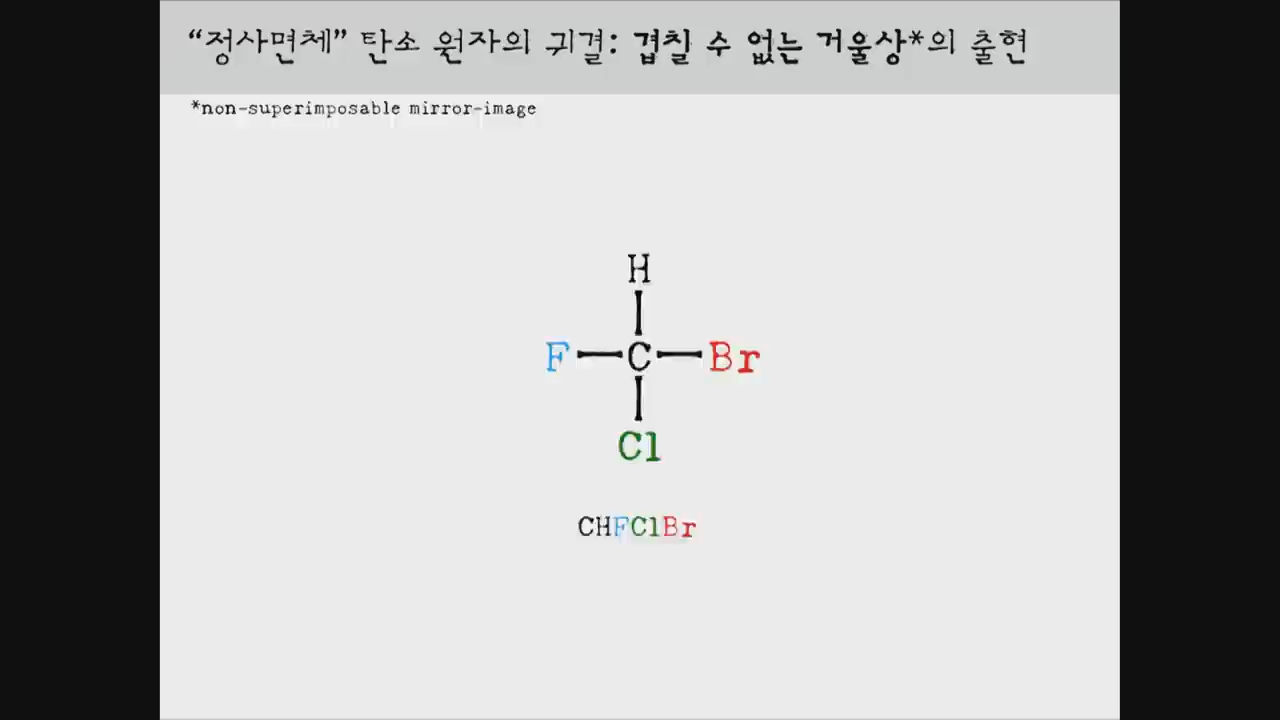 “정사면체” 탄소 원자의 귀결: 겹칠 수 없는 거울상*의 출현
*non-superimposable mirror-image
H
F C Br
Cl
CHFClBr